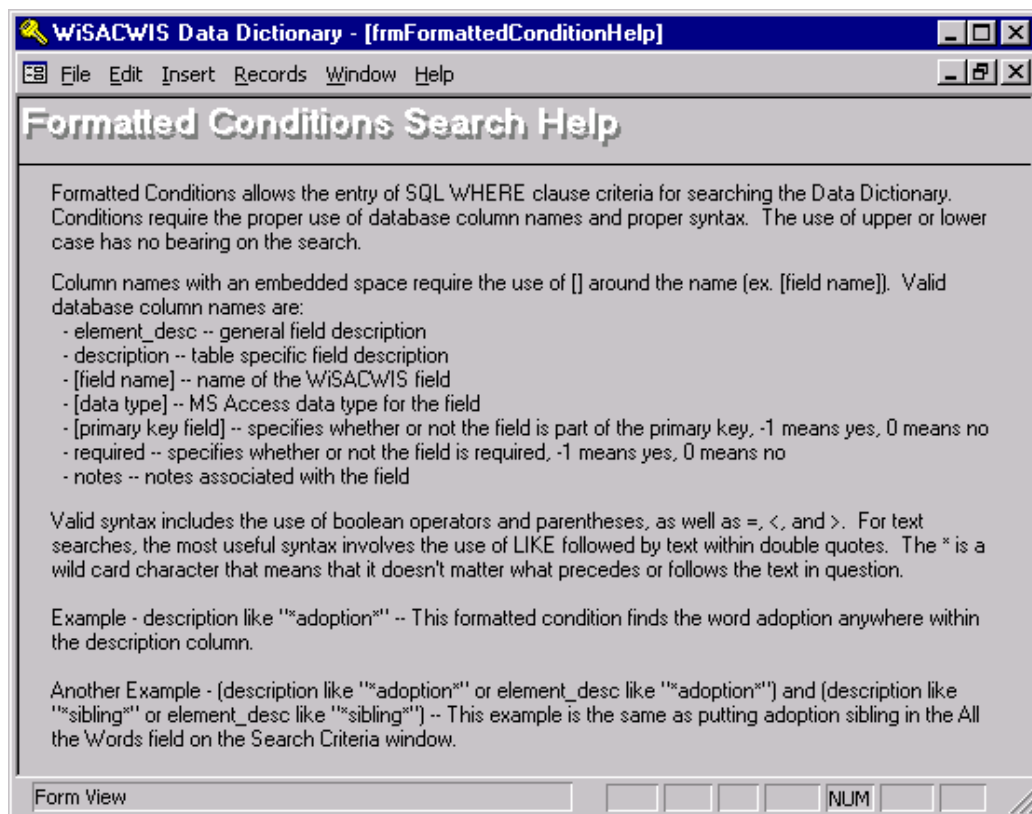 WiSACWIS Data Dictionary - [frmFormattedConditionHelp]
File Edit Insert Records Window Help
Formatted Conditions Search Help
Formatted Conditions allows the entry of SQL WHERE clause criteria for searching the Data Dictionary.
Conditions require the proper use of database column names and proper syntax.  The use of upper or lower
case has no bearing on the search.
Column names with an embedded space require the use of [] around the name (ex. [field name]).  Valid
database column names are:
- element_desc -- general field description
- description -- table specific field description
- [field name] -- name of the WiSACWIS field
- [data type] -- MS Access data type for the field
- [primary key field] -- specifies whether or not the field is part of the primary key, -1 means yes, 0 means no
- required -- specifies whether or not the field is required, -1 means yes, 0 means no
- notes -- notes associated with the field
Valid syntax includes the use of boolean operators and parentheses, as well as =, <, and >.  For text
searches, the most useful syntax involves the use of LIKE followed by text within double quotes.  The * is a
wild card character that means that it doesn't matter what precedes or follows the text in question.
Example - description like "*adoption*" -- This formatted condition finds the word adoption anywhere within
the description column.
Another Example - (description like "*adoption*" or element_desc like "*adoption*") and (description like
"*sibling*" or element_desc like "*sibling*") -- This example is the same as putting adoption sibling in the All
the Words field on the Search Criteria window.
Form View
NUM